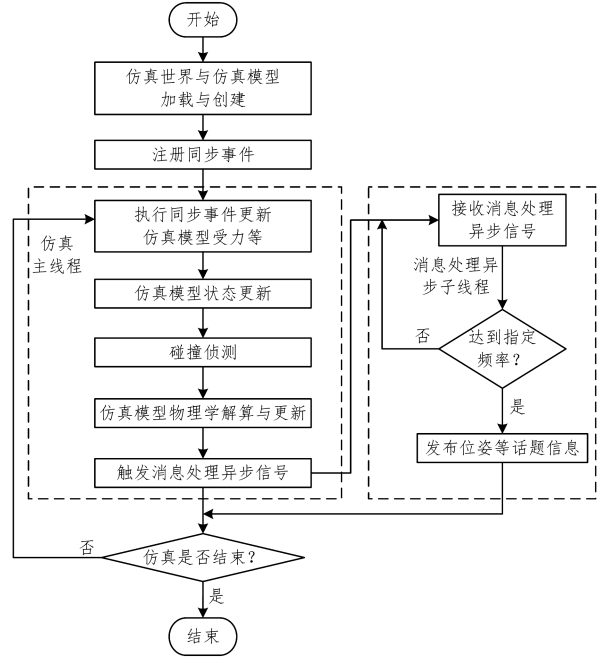 开始
仿真世界与仿真模型
加载与创建
注册同步事件
仿真
主线程
执行同步事件更新
仿真模型受力等
仿真模型状态更新
碰撞侦测
仿真模型物理学解算与更新
触发消息处理异步信号
接收消息处理
异步信号
消息处理异
步子线程
达到指定
频率?
否
是
发布位姿等话题信息
仿真是否结束?
否
是
结束